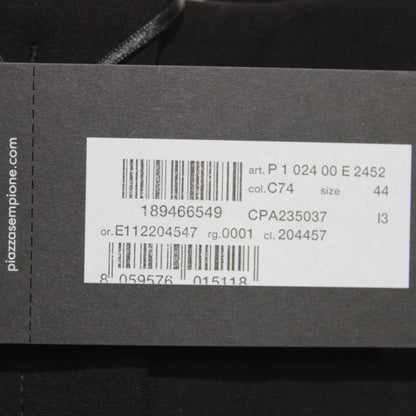 piazzasempione.com
art. P 1 024 00 E 2452
col. C74 size 44
189466549 CPA235037 I3
or. E112204547 rg. 0001 cl. 204457
8 059576 015118